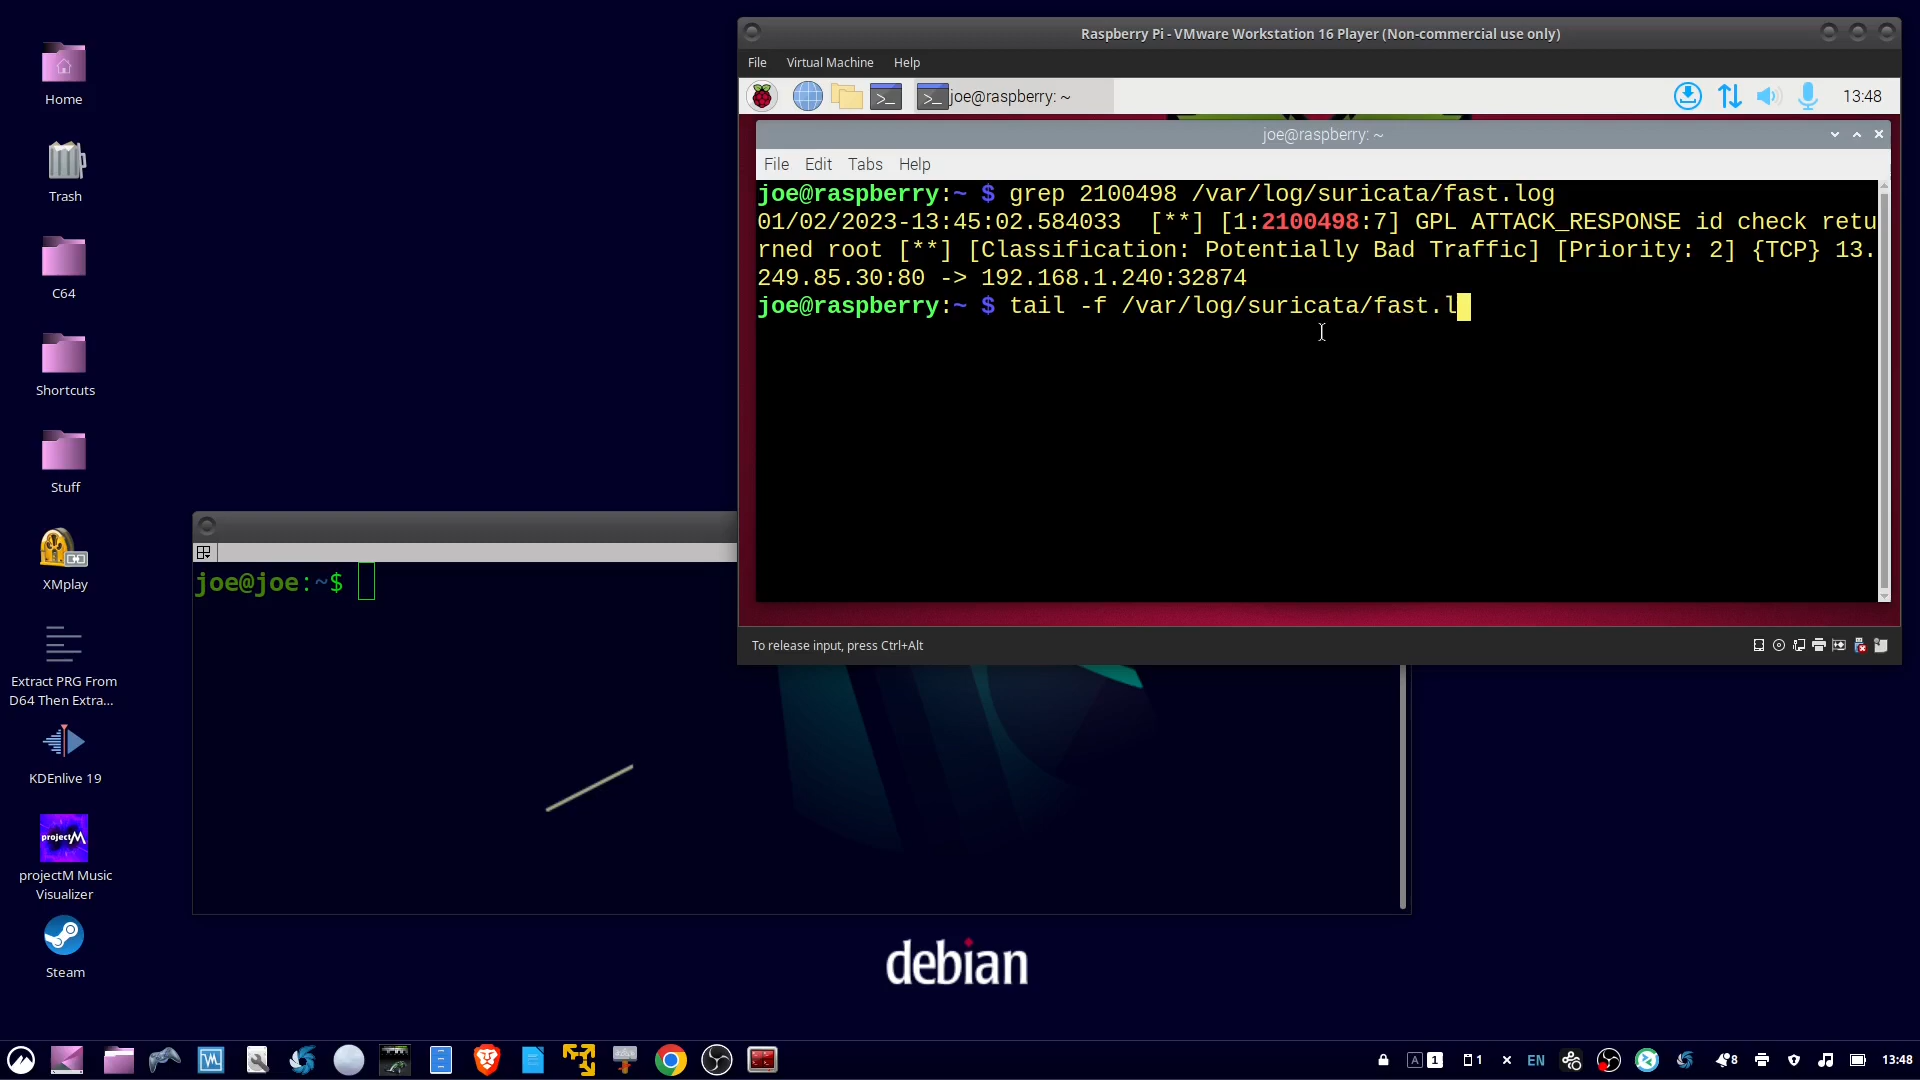 Raspberry Pi - VMware Workstation 16 Player (Non-commercial use only)
File Virtual Machine Help
joe@raspberry: ~
13:48
joe@raspberry: ~
File Edit Tabs Help
joe@raspberry:~ $ grep 2100498 /var/log/suricata/fast.log
01/02/2023-13:45:02.584033  [**] [1:2100498:7] GPL ATTACK_RESPONSE id check retu
rned root [**] [Classification: Potentially Bad Traffic] [Priority: 2] {TCP} 13.
249.85.30:80 -> 192.168.1.240:32874
joe@raspberry:~ $ tail -f /var/log/suricata/fast.l
To release input, press Ctrl+Alt
joe@joe:~$
Home
Trash
C64
Shortcuts
Stuff
XMplay
Extract PRG From
D64 Then Extra...
KDEnlive 19
projectM
projectM Music
Visualizer
Steam
debian
A 1
1
EN
8
13:48